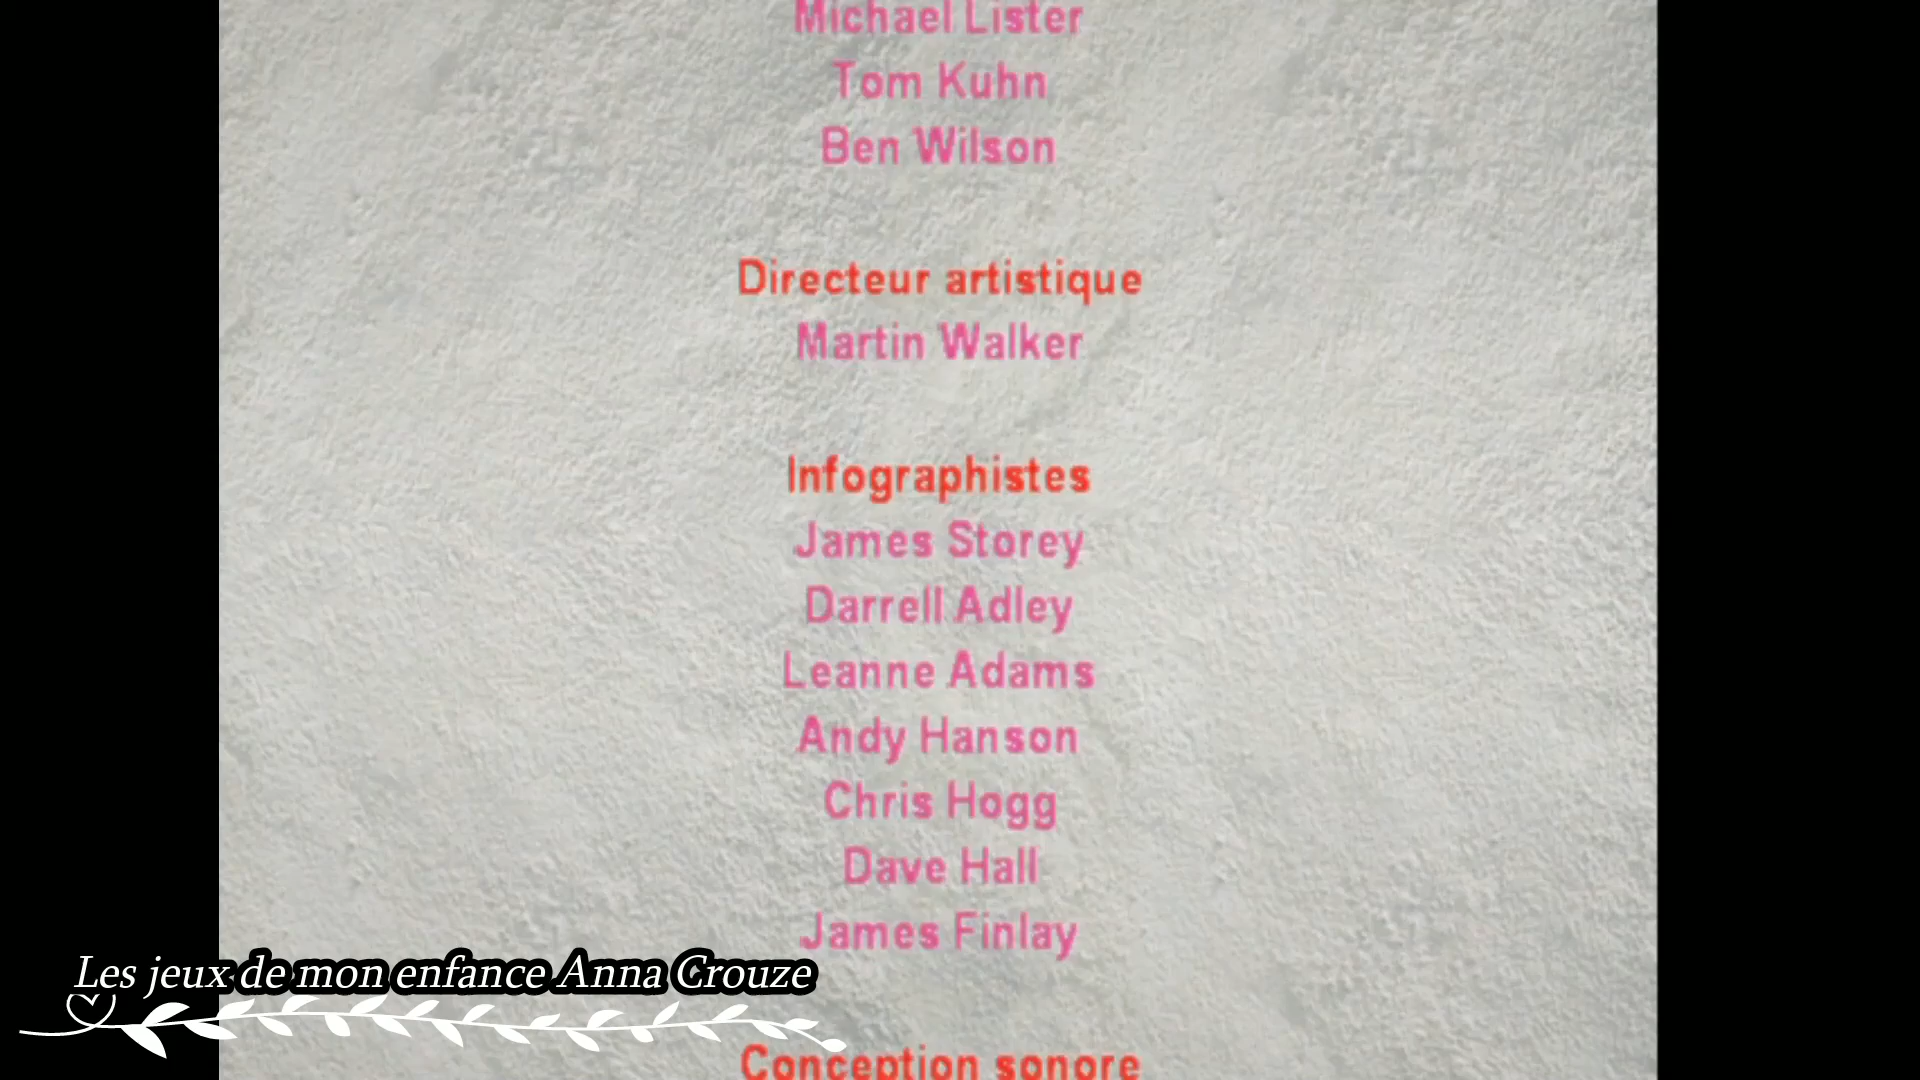 Michael Lister
Tom Kuhn
Ben Wilson
Directeur artistique
Martin Walker
Infographistes
James Storey
Darrell Adley
Leanne Adams
Andy Hanson
Chris Hogg
Dave Hall
James Finlay
Les jeux de mon enfance Anna Crouze
Conception sonore